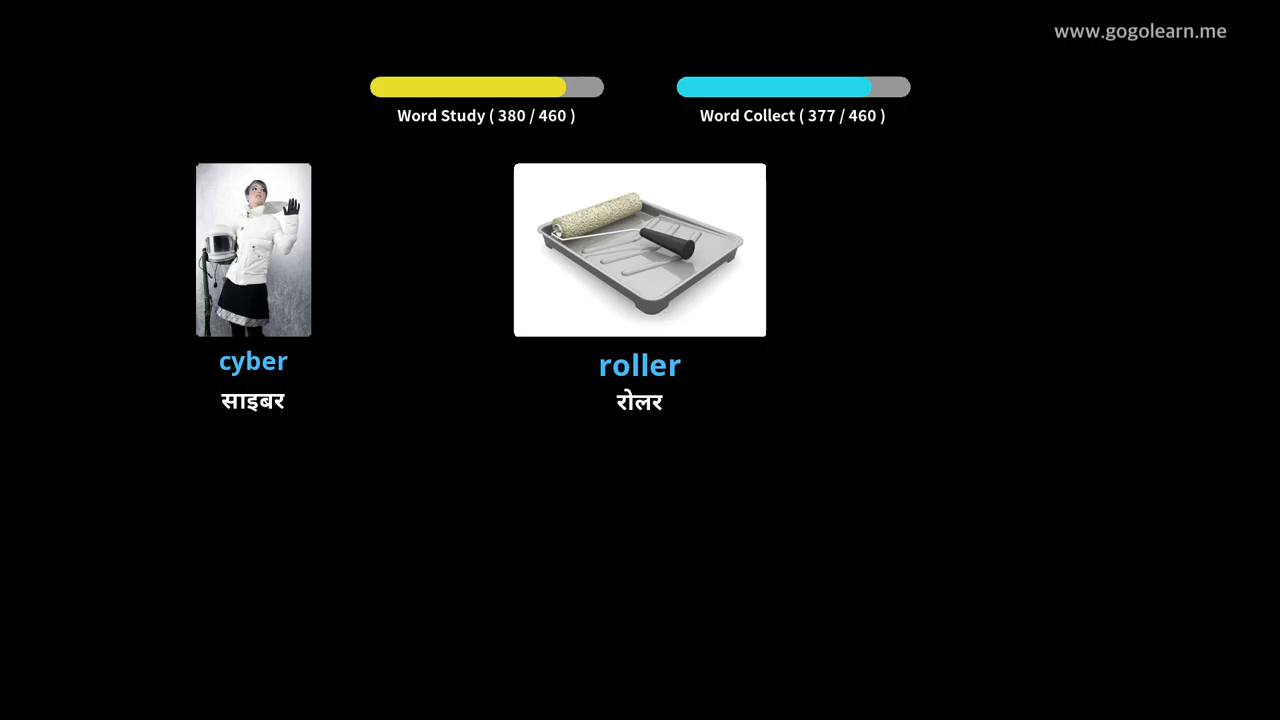 www.gogolearn.me
Word Study ( 380 / 460 )
Word Collect ( 377 / 460 )
cyber
साइबर
roller
रोलर